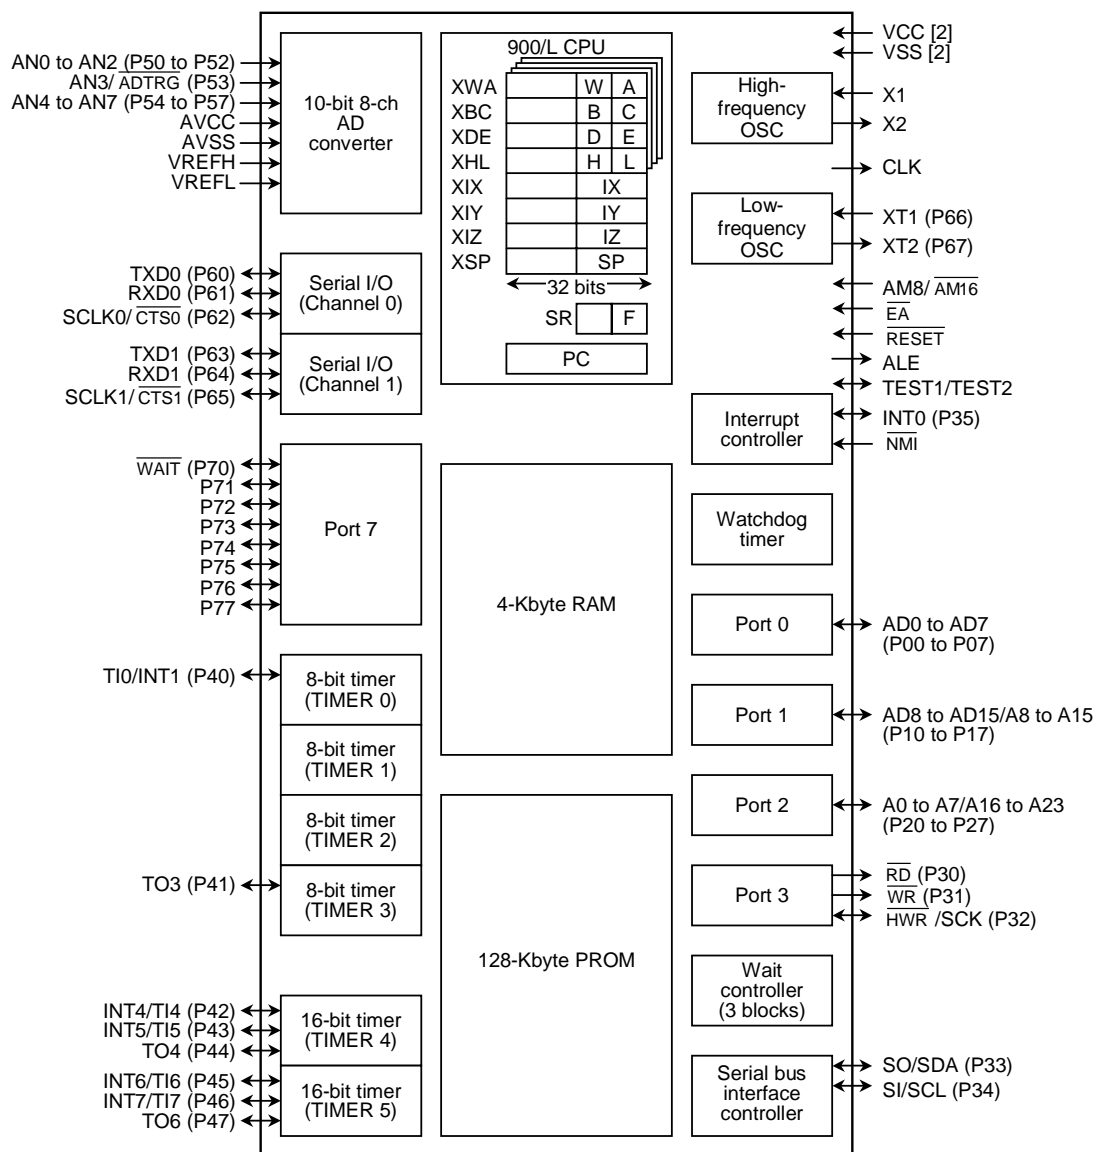 AN0 to AN2 (P50 to P52)
AN3/ ADTRG (P53)
AN4 to AN7 (P54 to P57)
AVCC
AVSS
VREFH
VREFL
10-bit 8-ch
AD
converter
TXD0 (P60)
RXD0 (P61)
SCLK0/ CTS0 (P62)
Serial I/O
(Channel 0)
TXD1 (P63)
RXD1 (P64)
SCLK1/ CTS1 (P65)
Serial I/O
(Channel 1)
WAIT (P70)
P71
P72
P73
P74
P75
P76
P77
Port 7
TI0/INT1 (P40)
8-bit timer
(TIMER 0)
8-bit timer
(TIMER 1)
8-bit timer
(TIMER 2)
TO3 (P41)
8-bit timer
(TIMER 3)
INT4/TI4 (P42)
INT5/TI5 (P43)
TO4 (P44)
16-bit timer
(TIMER 4)
INT6/TI6 (P45)
INT7/TI7 (P46)
TO6 (P47)
16-bit timer
(TIMER 5)
900/L CPU
XWA W A
XBC B C
XDE D E
XHL H L
XIX IX
XIY IY
XIZ IZ
XSP SP
32 bits
SR F
PC
4-Kbyte RAM
128-Kbyte PROM
VCC [2]
VSS [2]
High-
frequency
OSC
X1
X2
CLK
Low-
frequency
OSC
XT1 (P66)
XT2 (P67)
AM8/ AM16
EA
RESET
ALE
TEST1/TEST2
Interrupt
controller
INT0 (P35)
NMI
Watchdog
timer
Port 0
AD0 to AD7
(P00 to P07)
Port 1
AD8 to AD15/A8 to A15
(P10 to P17)
Port 2
A0 to A7/A16 to A23
(P20 to P27)
Port 3
RD (P30)
WR (P31)
HWR /SCK (P32)
Wait
controller
(3 blocks)
Serial bus
interface
controller
SO/SDA (P33)
SI/SCL (P34)